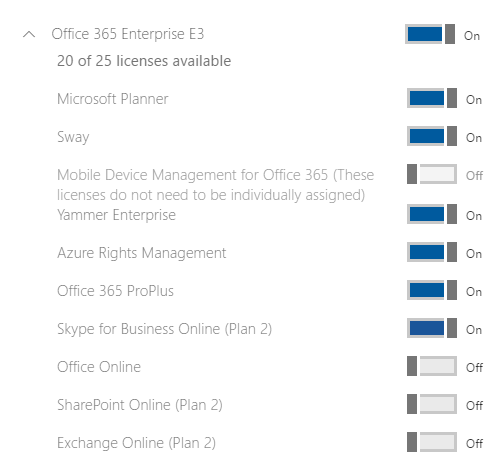 Office 365 Enterprise E3 On
20 of 25 licenses available
Microsoft Planner On
Sway On
Mobile Device Management for Office 365 (These Off
licenses do not need to be individually assigned)
Yammer Enterprise On
Azure Rights Management On
Office 365 ProPlus On
Skype for Business Online (Plan 2) On
Office Online Off
SharePoint Online (Plan 2) Off
Exchange Online (Plan 2) Off